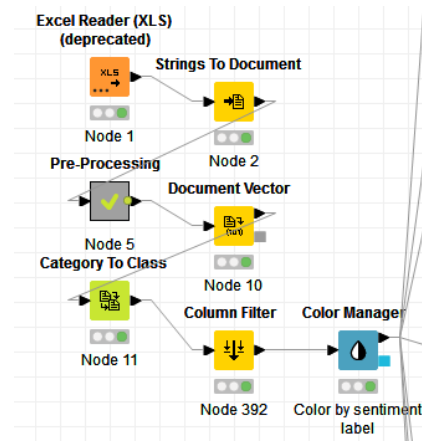 Excel Reader (XLS)
(deprecated)
XLS
Node 1
Strings To Document
Node 2
Pre-Processing
Node 5
Document Vector
Node 10
Category To Class
Node 11
Column Filter
Node 392
Color Manager
Color by sentiment
label